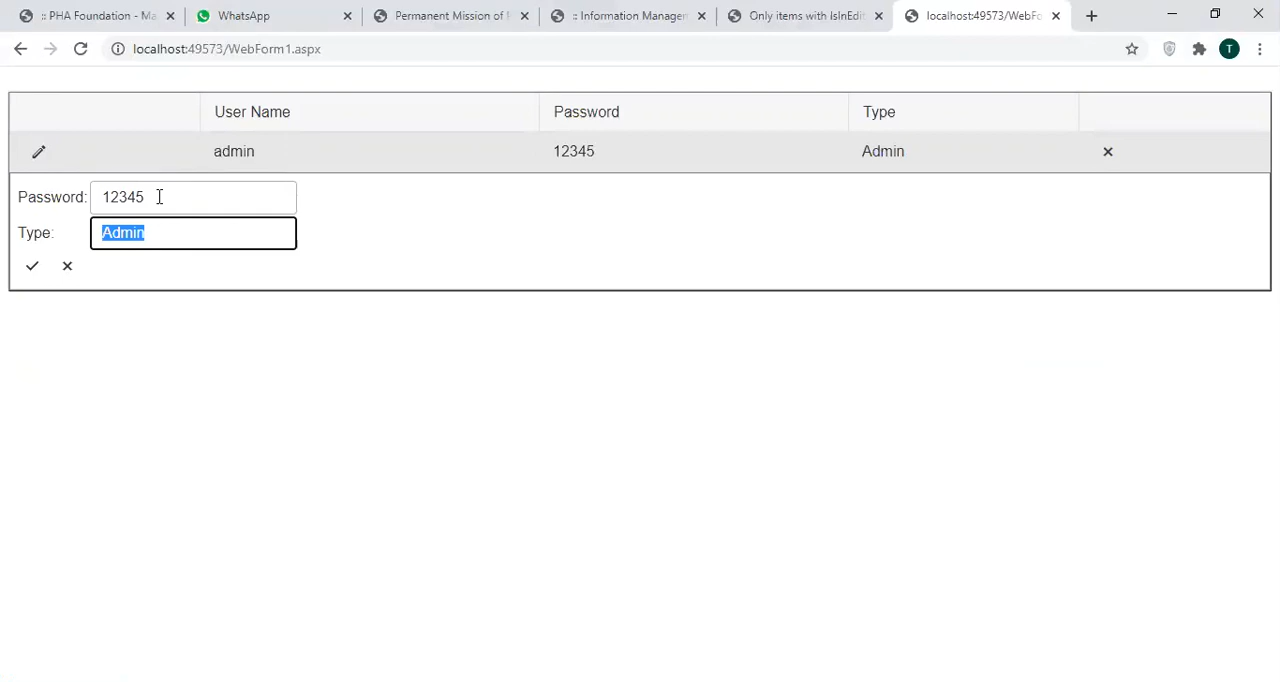 :: PHA Foundation - Ma
WhatsApp
Permanent Mission of
:: Information Managem
Only items with IsInEdit
localhost:49573/WebFo
localhost:49573/WebForm1.aspx
T
User Name Password Type
admin 12345 Admin
Password: 12345
Type: Admin